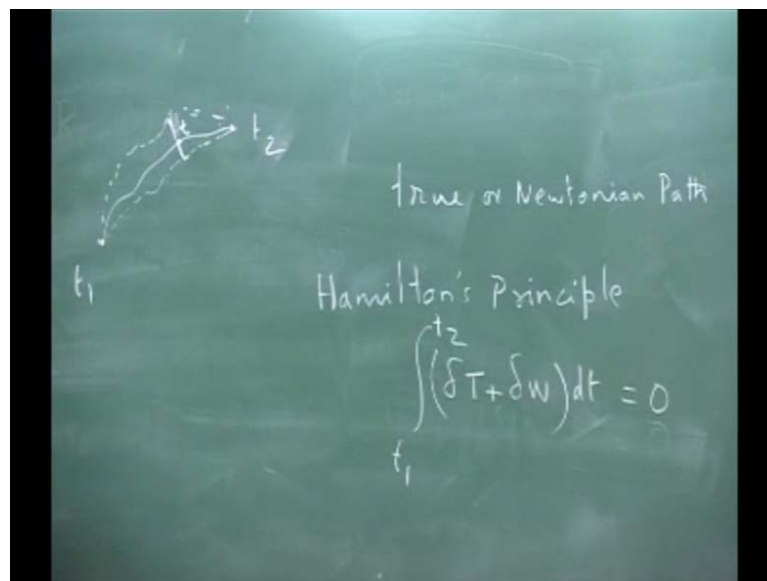 t₂
t₁
true or Newtonian Path
Hamilton's Principle
∫_{t₁}^{t₂} (δT + δW) dt = 0